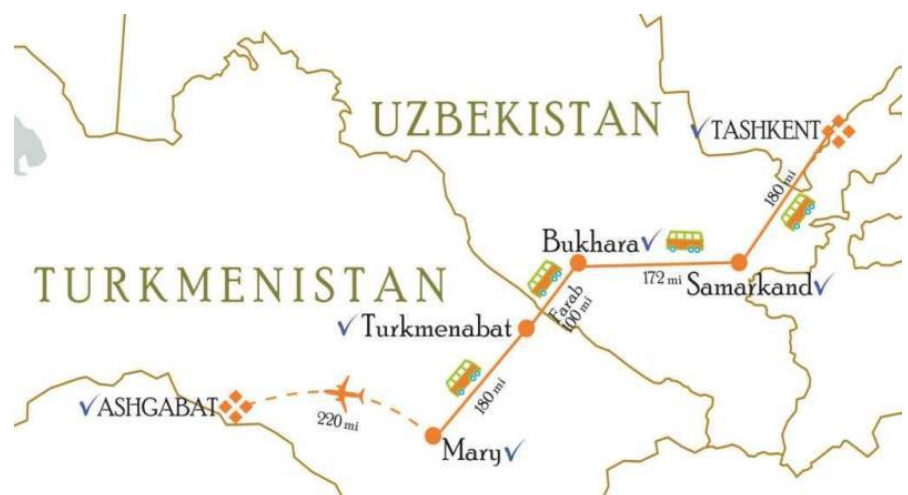 UZBEKISTAN
TASHKENT
180 mi
Bukhara
172 mi
Samarkand
TURKMENISTAN
Farab
100 mi
Turkmenabat
180 mi
ASHGABAT
220 mi
Mary